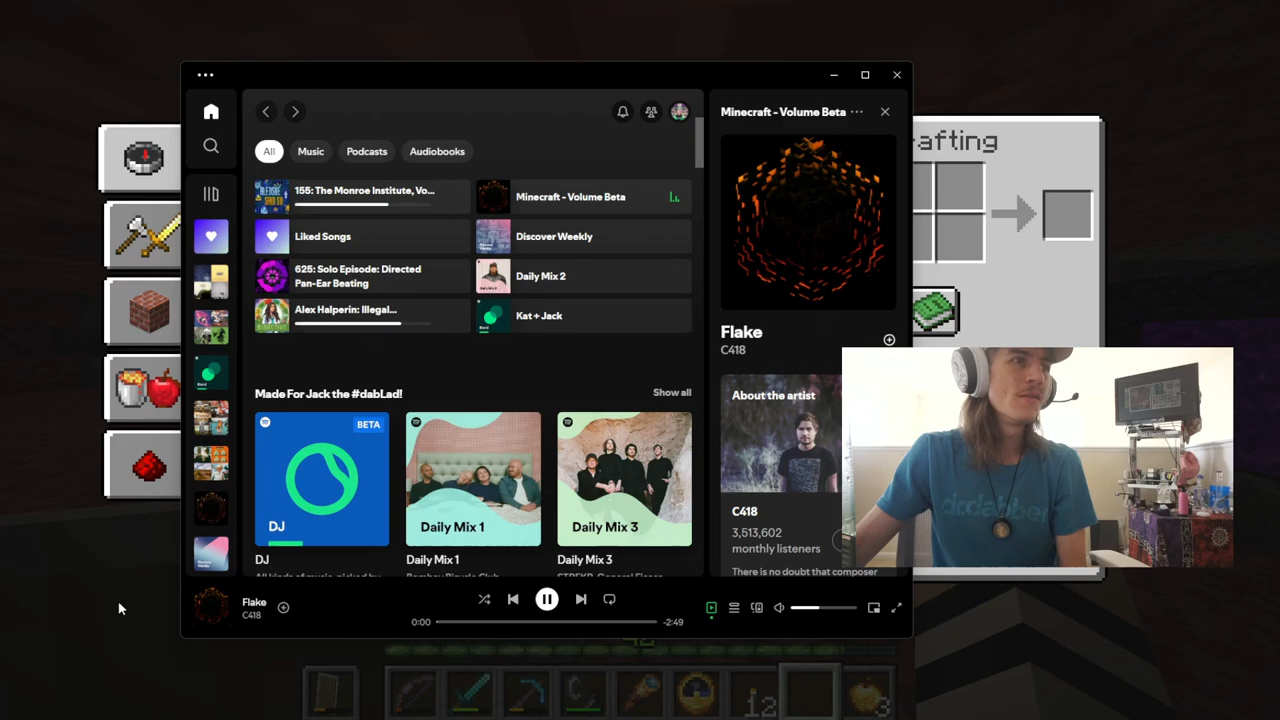 Minecraft - Volume Beta
All
Music
Podcasts
Audiobooks
155: The Monroe Institute, Vo...
Minecraft - Volume Beta
Liked Songs
Discover Weekly
625: Solo Episode: Directed
Pan-Ear Beating
Daily Mix 2
Alex Halperin: Illegal...
Kat + Jack
Made For Jack the #dabLad!
Show all
BETA
DJ
Daily Mix 1
Daily Mix 3
DJ
Daily Mix 1
Daily Mix 3
Flake
C418
About the artist
C418
3,513,602
monthly listeners
There is no doubt that composer
Flake
C418
0:00
-2:49
afting
drdabber
12
3